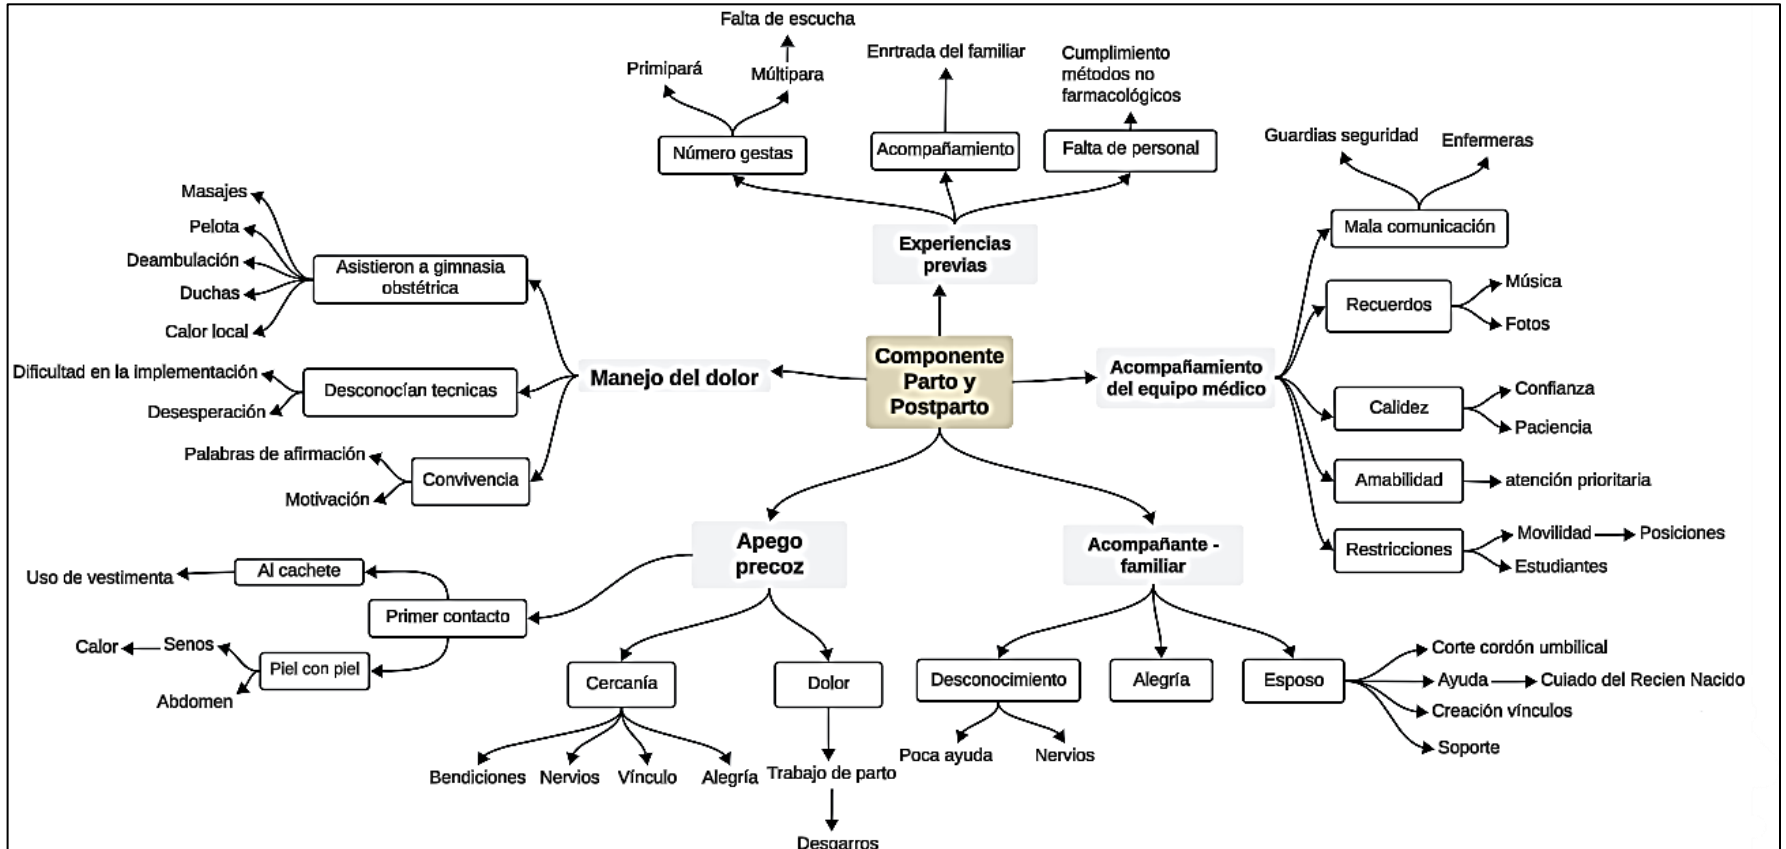 Falta de escucha
Primipará
Múltipara
Enrtrada del familiar
Cumplimiento
métodos no
farmacológicos
Número gestas
Acompañamiento
Falta de personal
Experiencias
previas
Guardias seguridad
Enfermeras
Mala comunicación
Masajes
Pelota
Deambulación
Duchas
Calor local
Asistieron a gimnasia
obstétrica
Dificultad en la implementación
Desesperación
Desconocían tecnicas
Palabras de afirmación
Motivación
Convivencia
Manejo del dolor
Componente
Parto y
Postparto
Acompañamiento
del equipo médico
Recuerdos
Música
Fotos
Calidez
Confianza
Paciencia
Amabilidad
atención prioritaria
Restricciones
Movilidad
Posiciones
Estudiantes
Apego
precoz
Acompañante -
familiar
Uso de vestimenta
Al cachete
Primer contacto
Calor
Senos
Piel con piel
Abdomen
Cercanía
Dolor
Bendiciones
Nervios
Vínculo
Alegría
Trabajo de parto
Desgarros
Desconocimiento
Alegría
Esposo
Poca ayuda
Nervios
Corte cordón umbilical
Ayuda
Cuiado del Recien Nacido
Creación vínculos
Soporte